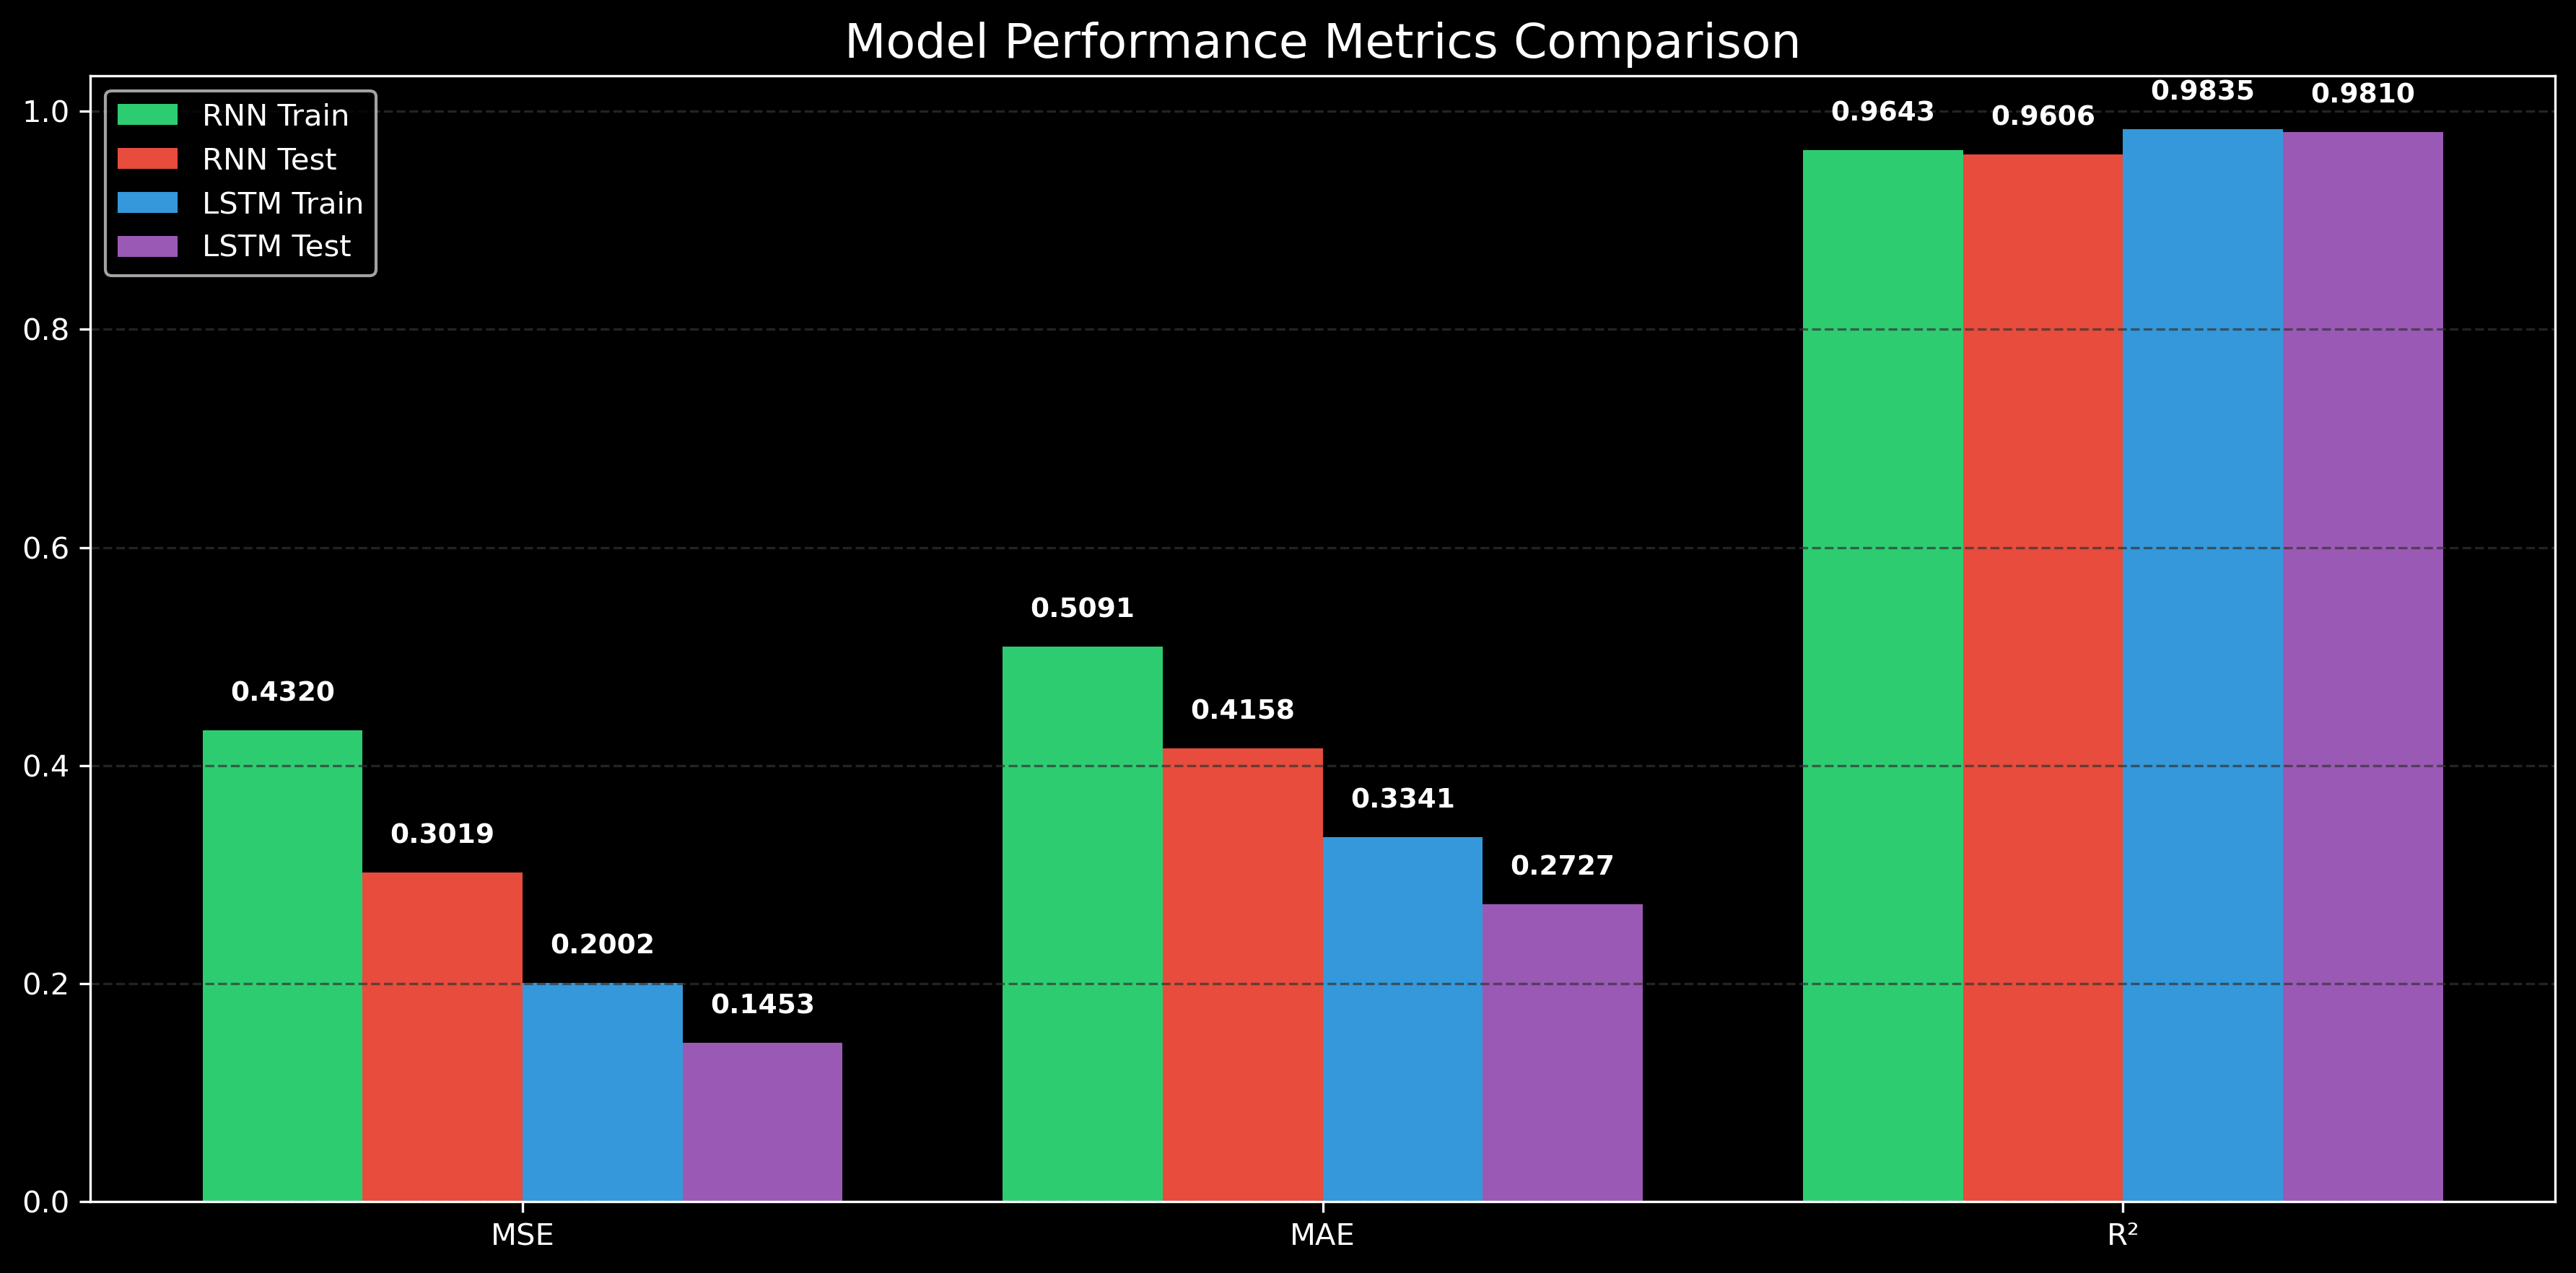 Model Performance Metrics Comparison
RNN Train
RNN Test
LSTM Train
LSTM Test
1.0
0.8
0.6
0.4
0.2
0.0
0.4320
0.3019
0.2002
0.1453
0.5091
0.4158
0.3341
0.2727
0.9643
0.9606
0.9835
0.9810
MSE
MAE
R²